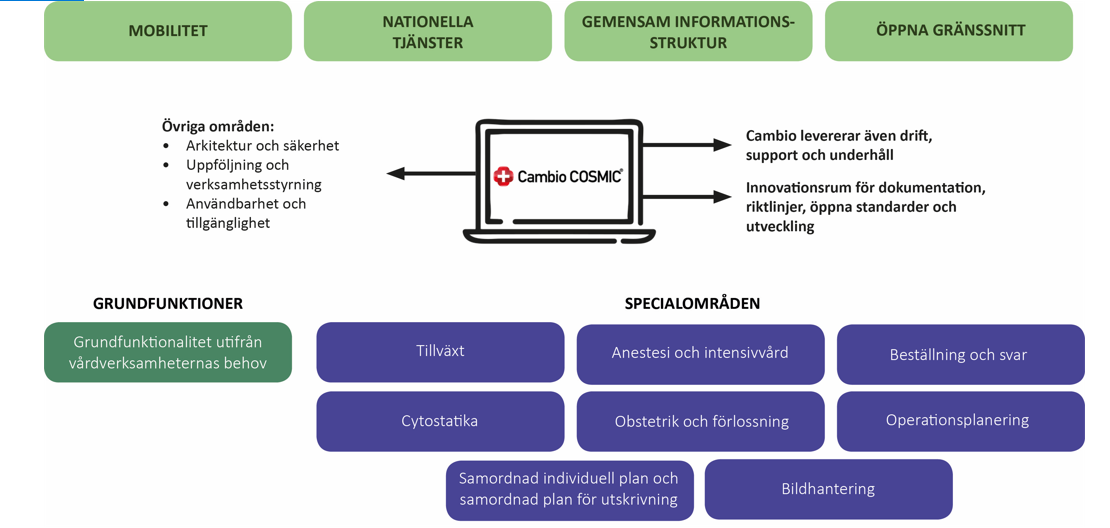 MOBILITET
NATIONELLA
TJÄNSTER
GEMENSAM INFORMATIONS-
STRUKTUR
ÖPPNA GRÄNSSNITT
Övriga områden:
• Arkitektur och säkerhet
• Uppföljning och
verksamhetsstyrning
• Användbarhet och
tillgänglighet
Cambio COSMIC®
Cambio levererar även drift,
support och underhåll
Innovationsrum för dokumentation,
riktlinjer, öppna standarder och
utveckling
GRUNDFUNKTIONER
Grundfunktionalitet utifrån
vårdverksamheternas behov
SPECIALOMRÅDEN
Tillväxt
Anestesi och intensivvård
Beställning och svar
Cytostatika
Obstetrik och förlossning
Operationsplanering
Samordnad individuell plan och
samordnad plan för utskrivning
Bildhantering